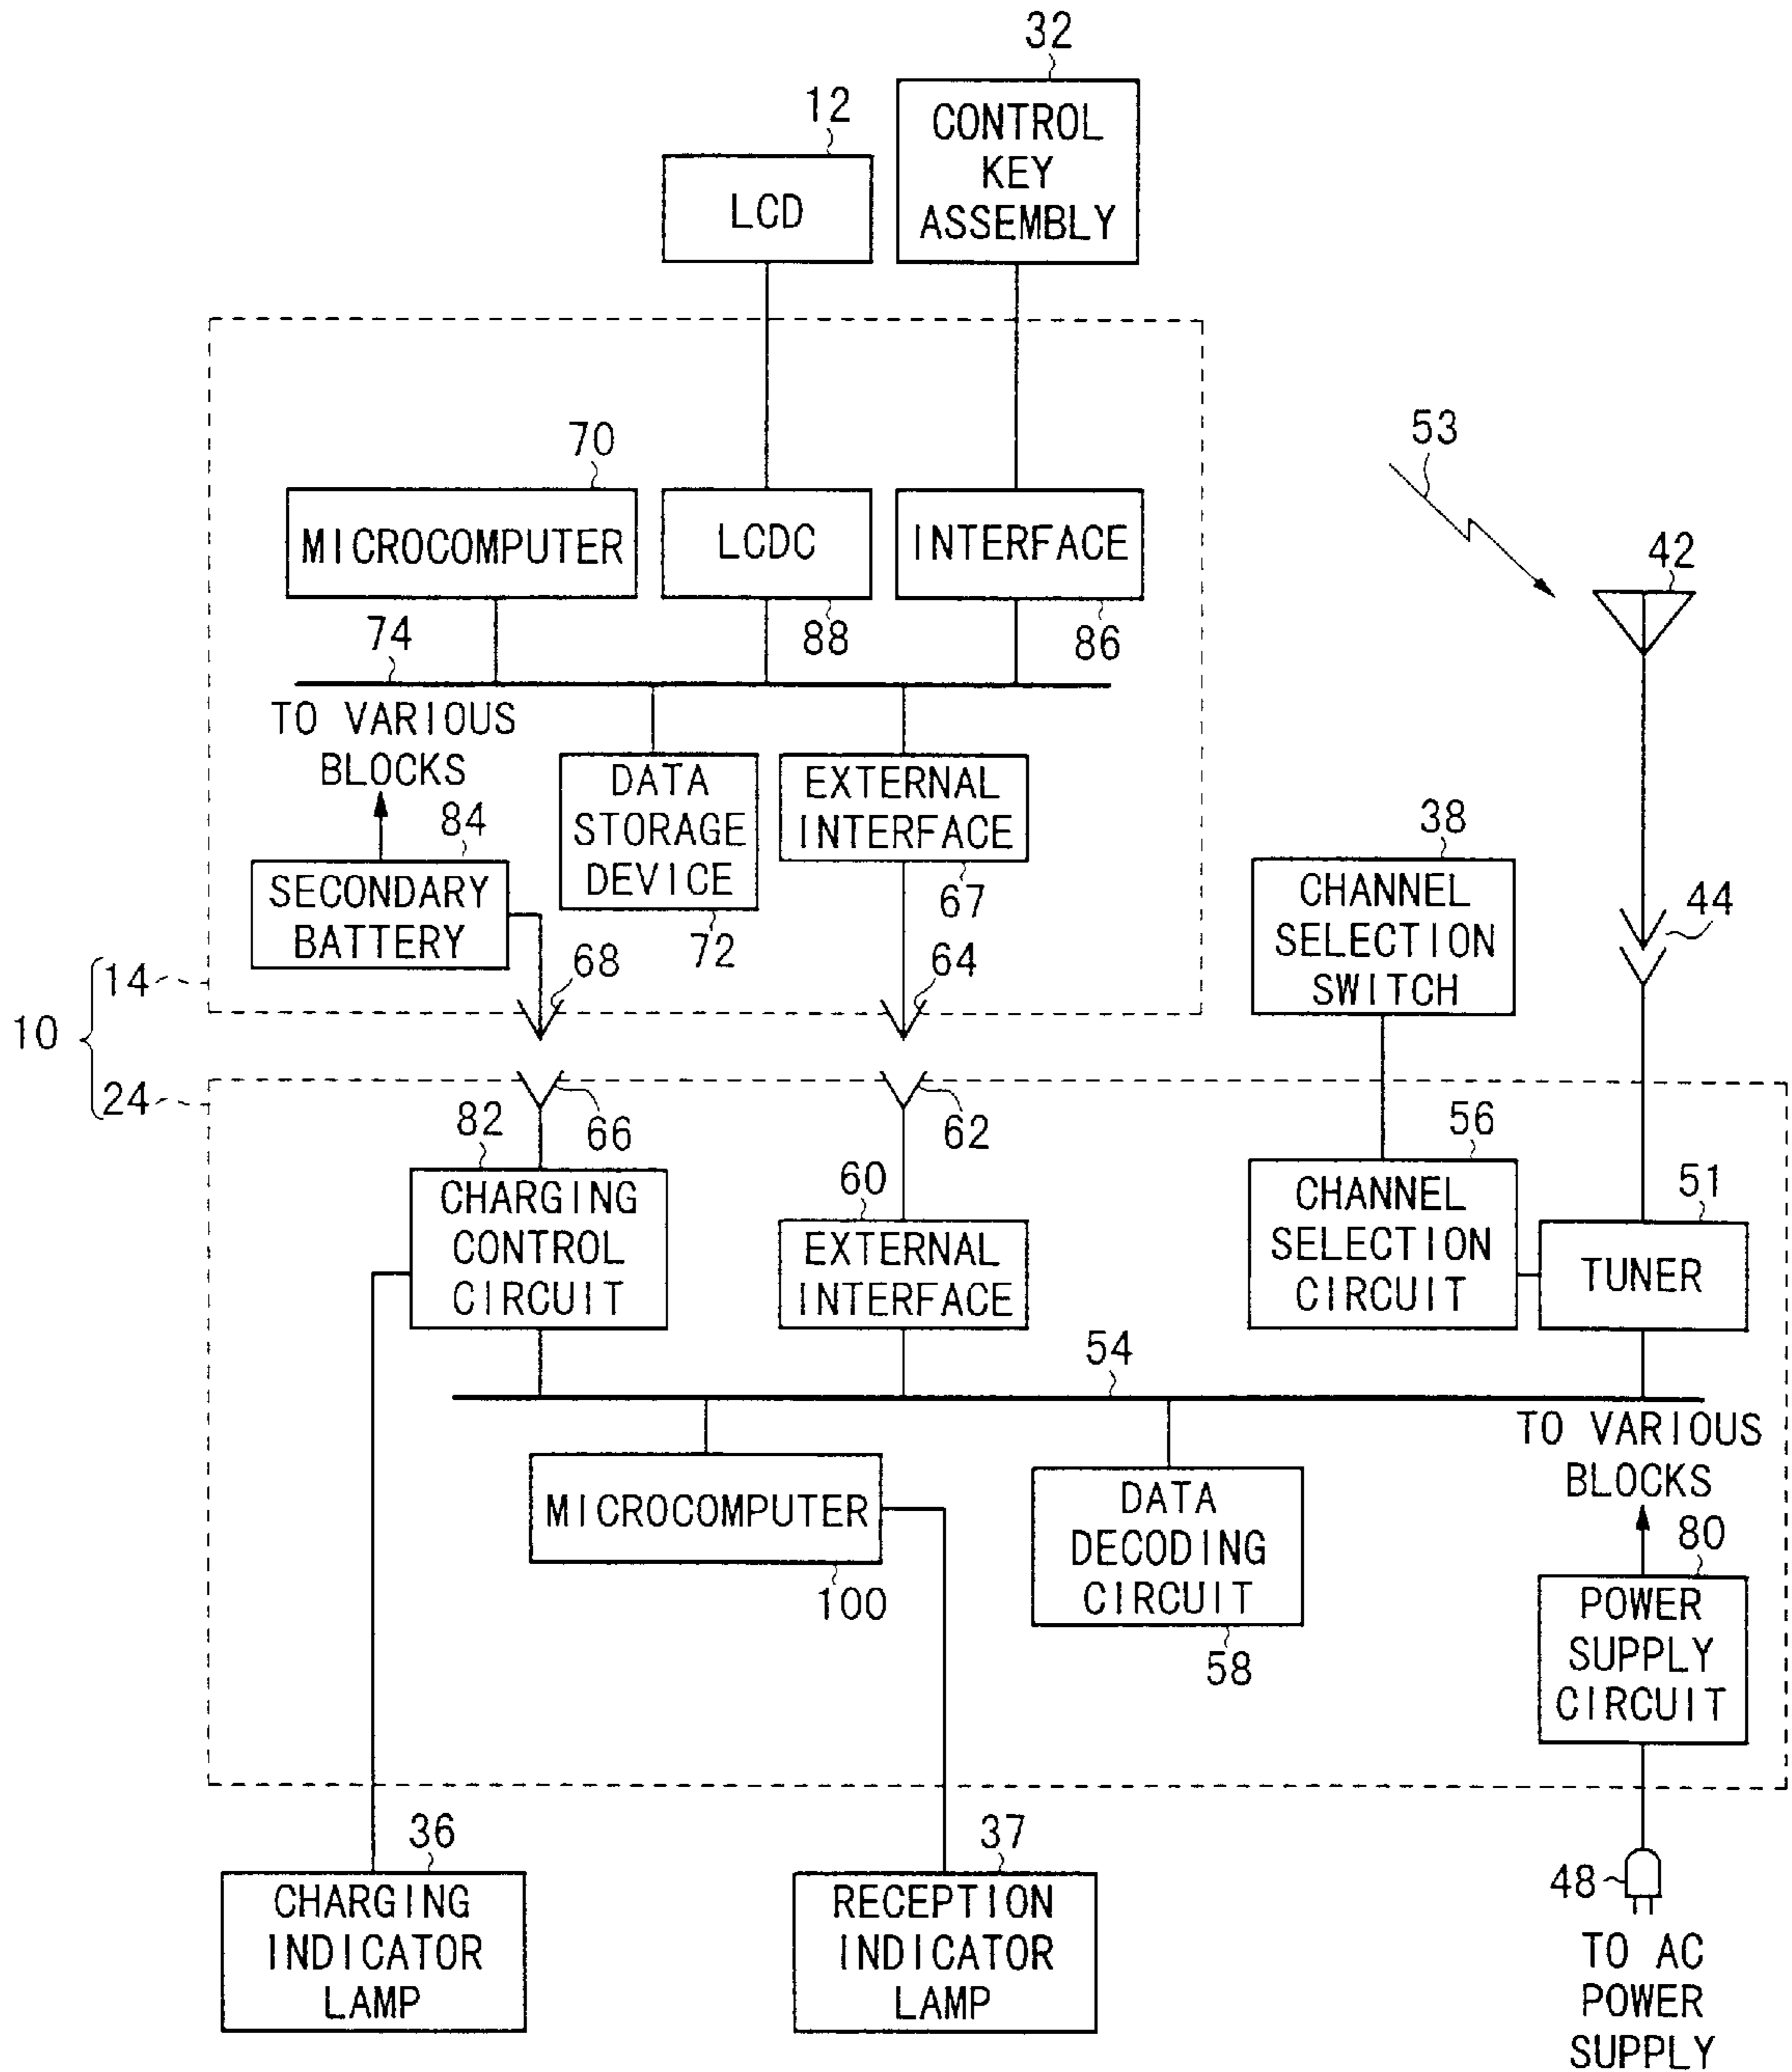 32
CONTROL
KEY
ASSEMBLY
12
LCD
53
70
MICROCOMPUTER
LCDC
INTERFACE
42
74
88
86
TO VARIOUS
BLOCKS
84
SECONDARY
BATTERY
DATA
STORAGE
DEVICE
72
EXTERNAL
INTERFACE
67
38
CHANNEL
SELECTION
SWITCH
44
68
64
10
14
24
66
62
82
CHARGING
CONTROL
CIRCUIT
60
EXTERNAL
INTERFACE
56
CHANNEL
SELECTION
CIRCUIT
51
TUNER
54
MICROCOMPUTER
100
DATA
DECODING
CIRCUIT
58
TO VARIOUS
BLOCKS
80
POWER
SUPPLY
CIRCUIT
36
CHARGING
INDICATOR
LAMP
37
RECEPTION
INDICATOR
LAMP
48
TO AC
POWER
SUPPLY